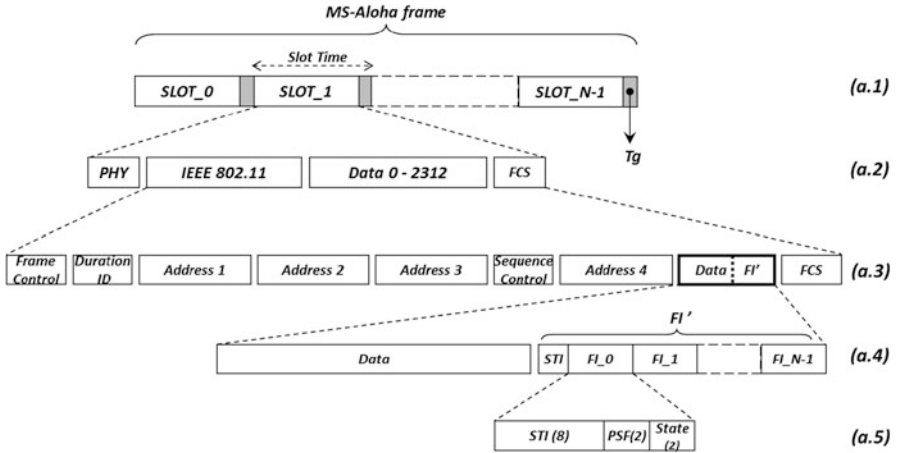 MS-Aloha frame
Slot Time
SLOT_0 SLOT_1 SLOT_N-1 (a.1)
Tg
PHY IEEE 802.11 Data 0 - 2312 FCS (a.2)
Frame Control Duration ID Address 1 Address 2 Address 3 Sequence Control Address 4 Data FI' FCS (a.3)
FI '
Data STI FI_0 FI_1 FI_N-1 (a.4)
STI (8) PSF(2) State (2) (a.5)